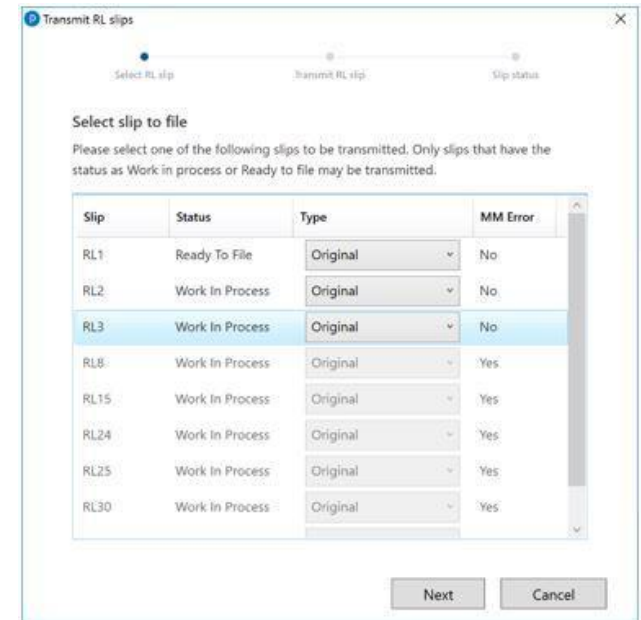 Transmit RL slips
Select RL slip Transmit RL slip Slip status
Select slip to file
Please select one of the following slips to be transmitted. Only slips that have the
status as Work in process or Ready to file may be transmitted.
Slip Status Type MM Error
RL1 Ready To File Original No
RL2 Work In Process Original No
RL3 Work In Process Original No
RL8 Work In Process Original Yes
RL15 Work In Process Original Yes
RL24 Work In Process Original Yes
RL25 Work In Process Original Yes
RL30 Work In Process Original Yes
Next Cancel